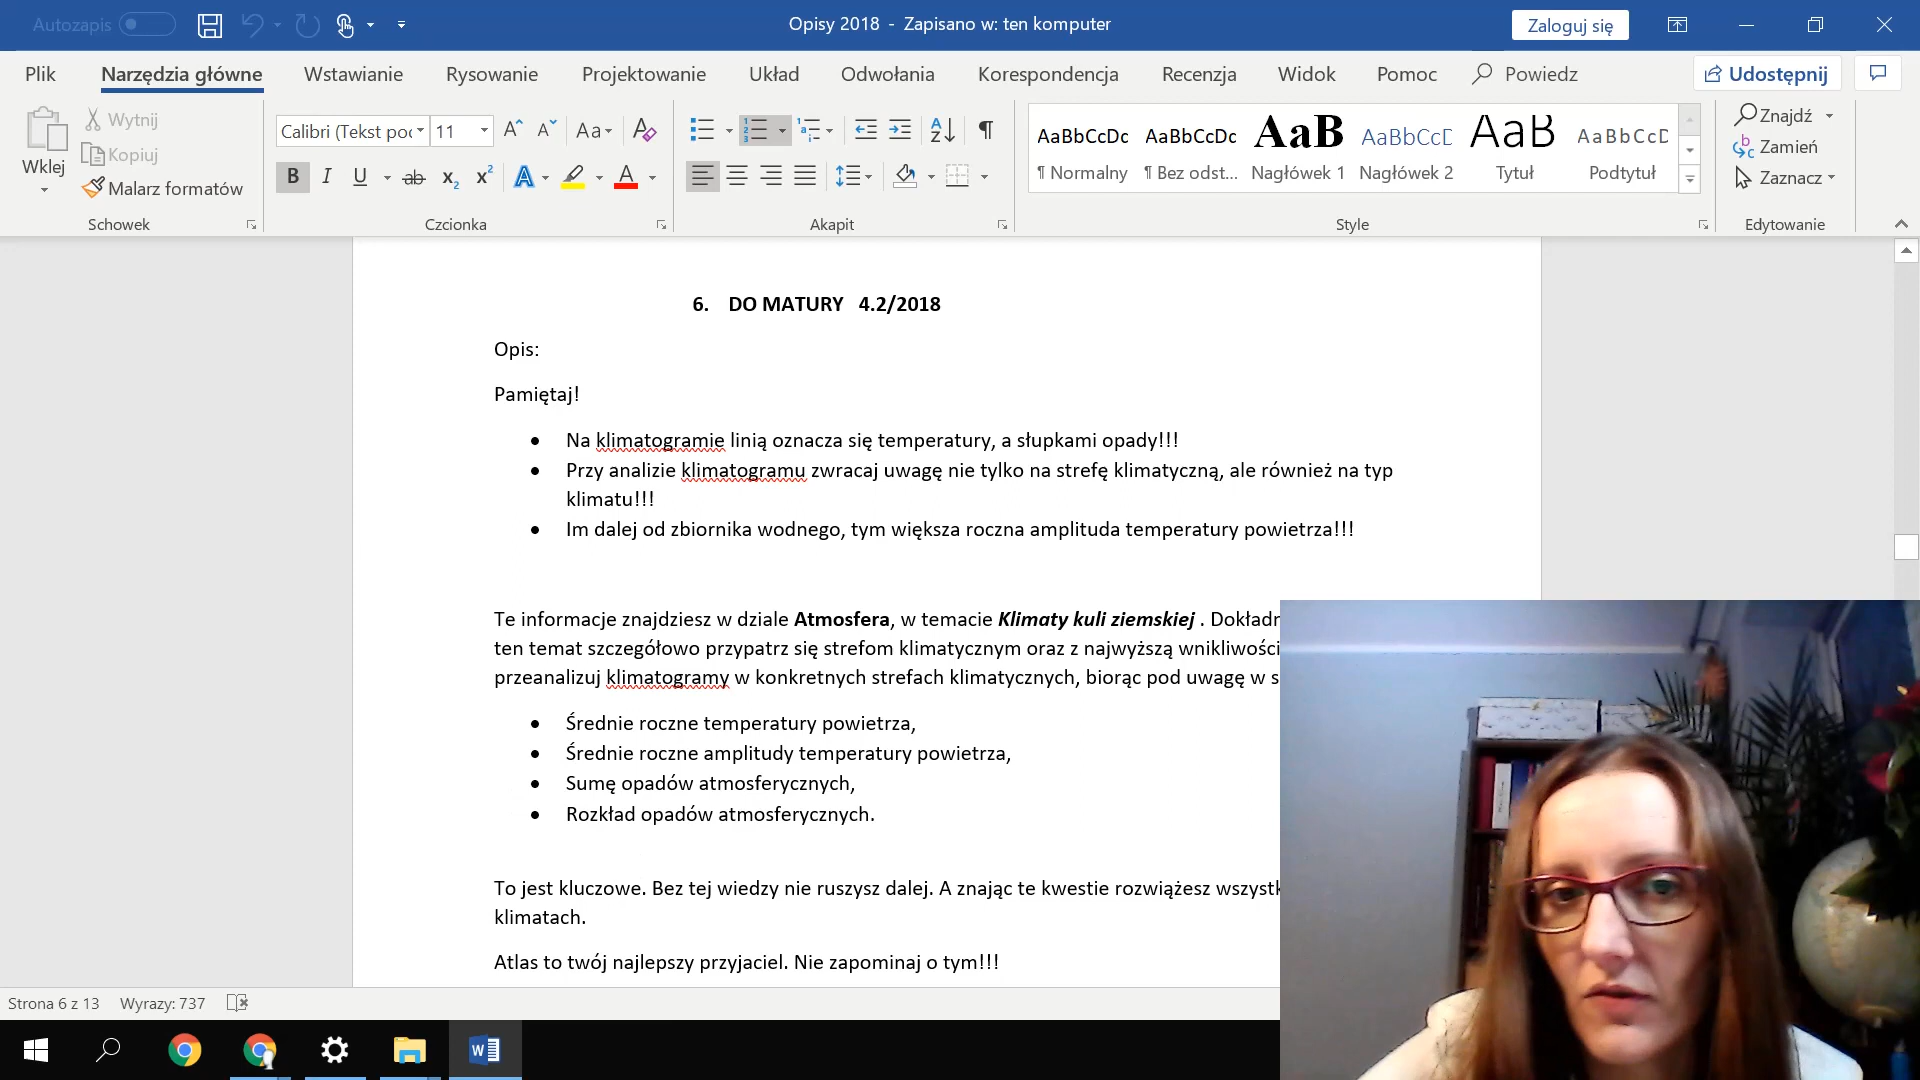 Autozapis
Opisy 2018 - Zapisano w: ten komputer
Zaloguj się
Plik
Narzędzia główne
Wstawianie
Rysowanie
Projektowanie
Układ
Odwołania
Korespondencja
Recenzja
Widok
Pomoc
Powiedz
Udostępnij
Wklej
Wytnij
Kopiuj
Malarz formatów
Schowek
Calibri (Tekst poc
11
Czcionka
Akapit
AaBbCcDc
¶ Normalny
AaBbCcDc
¶ Bez odst...
AaB
Nagłówek 1
AaBbCcD
Nagłówek 2
AaB
Tytuł
AaBbCcD
Podtytuł
Style
Znajdź
Zamień
Zaznacz
Edytowanie
6. DO MATURY 4.2/2018
Opis:
Pamiętaj!
• Na klimatogramie linią oznacza się temperatury, a słupkami opady!!!
• Przy analizie klimatogramu zwracaj uwagę nie tylko na strefę klimatyczną, ale również na typ
klimatu!!!
• Im dalej od zbiornika wodnego, tym większa roczna amplituda temperatury powietrza!!!
Te informacje znajdziesz w dziale Atmosfera, w temacie Klimaty kuli ziemskiej . Dokładn
ten temat szczegółowo przypatrz się strefom klimatycznym oraz z najwyższą wnikliwości
przeanalizuj klimatogramy w konkretnych strefach klimatycznych, biorąc pod uwagę w s
• Średnie roczne temperatury powietrza,
• Średnie roczne amplitudy temperatury powietrza,
• Sumę opadów atmosferycznych,
• Rozkład opadów atmosferycznych.
To jest kluczowe. Bez tej wiedzy nie ruszysz dalej. A znając te kwestie rozwiążesz wszystk
klimatach.
Atlas to twój najlepszy przyjaciel. Nie zapominaj o tym!!!
Strona 6 z 13
Wyrazy: 737